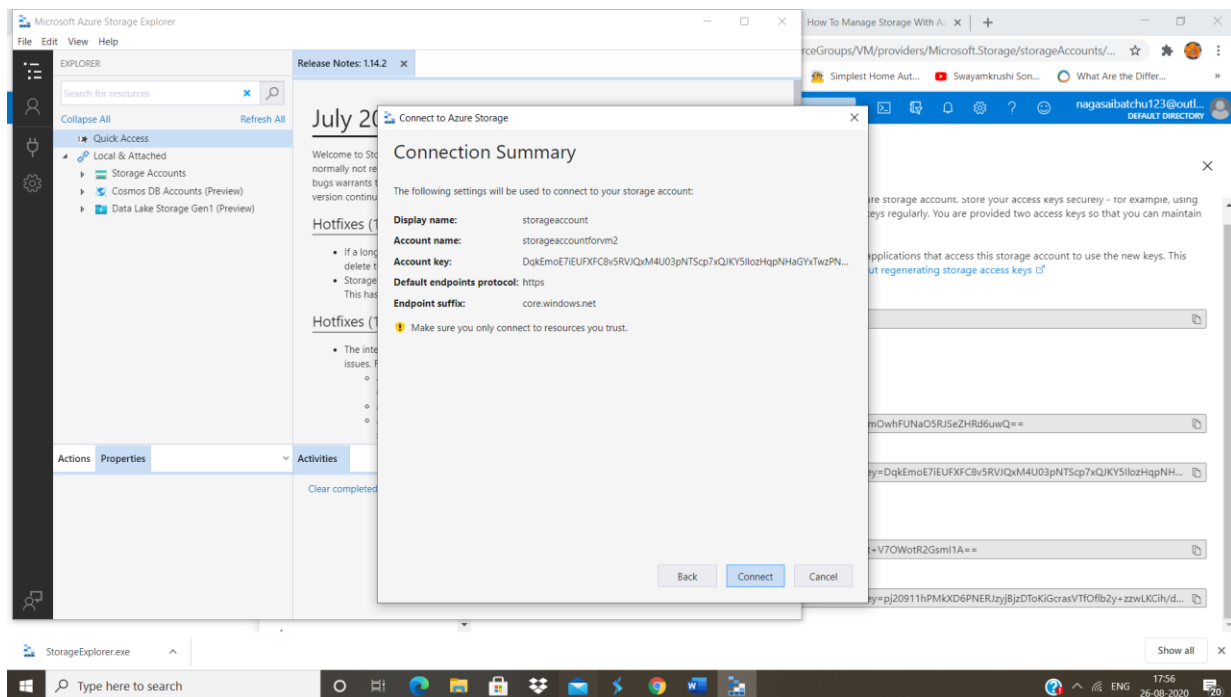 Microsoft Azure Storage Explorer
How To Manage Storage With A
File Edit View Help
rceGroups/VM/providers/Microsoft.Storage/storageAccounts/...
EXPLORER
Release Notes: 1.14.2
Simplest Home Aut...
Swayamkrushi Son...
What Are the Differ...
Search for resources
Collapse All
Refresh All
nagasaibatchu123@outl...
DEFAULT DIRECTORY
Quick Access
Local & Attached
Storage Accounts
Cosmos DB Accounts (Preview)
Data Lake Storage Gen1 (Preview)
July 20
Welcome to Sto
normally not re
bugs warrants t
version continu
Hotfixes (1
If a long
delete t
Storage
This has
Hotfixes (1
The inte
issues. F
Connect to Azure Storage
Connection Summary
The following settings will be used to connect to your storage account:
Display name: storageaccount
Account name: storageaccountforvm2
Account key:
Default endpoints protocol: https
Endpoint suffix: core.windows.net
Make sure you only connect to resources you trust.
Back
Connect
Cancel
re storage account. Store your access keys securely - for example, using
keys regularly. You are provided two access keys so that you can maintain
applications that access this storage account to use the new keys. This
ut regenerating storage access keys
Actions
Properties
Activities
Clear completed
StorageExplorer.exe
Show all
Type here to search
ENG
17:56
26-08-2020
20